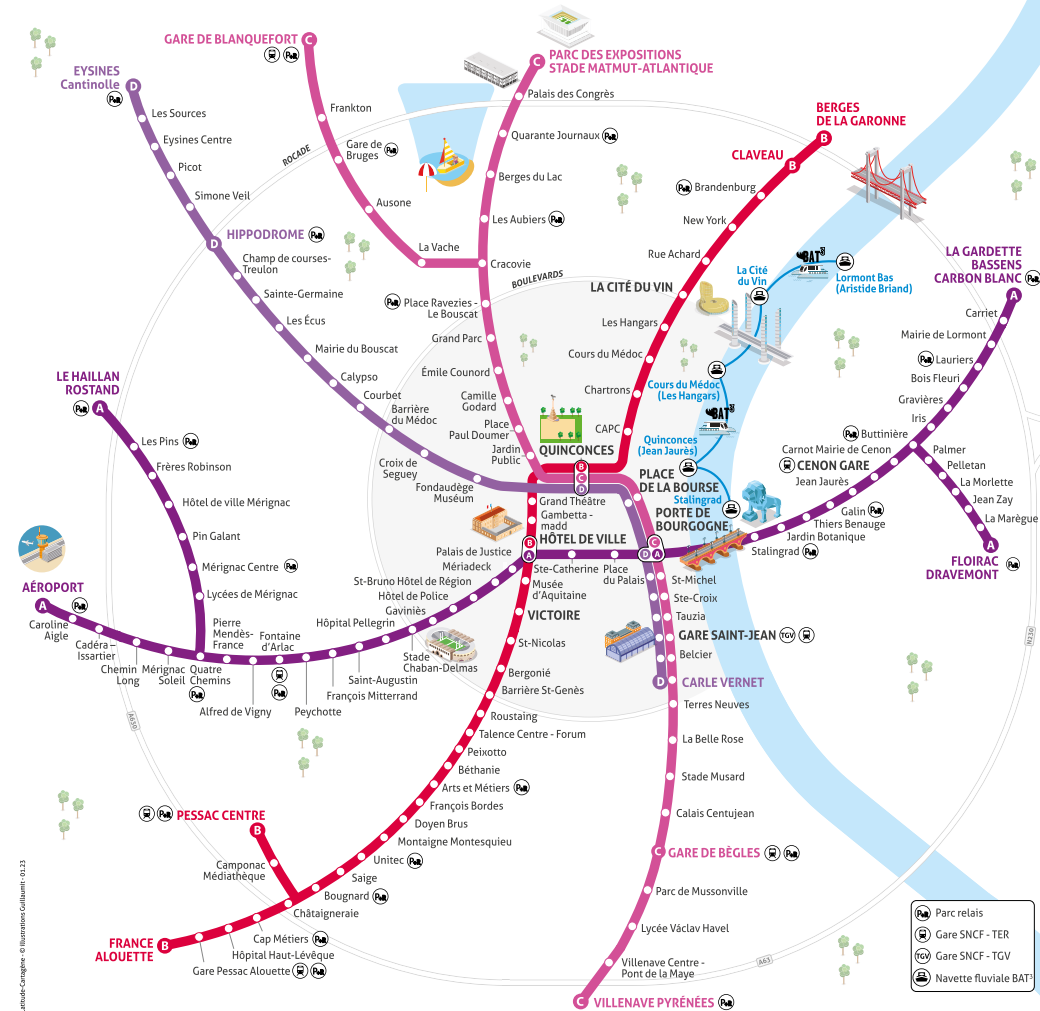 GARE DE BLANQUEFORT
C
P+R
Frankton
Gare de
Bruges
P+R
Ausone
La Vache
Cracovie
ROCADE
EYSINES
Cantinolle
D
P+R
Les Sources
Eysines Centre
Picot
Simone Veil
D
HIPPODROME
P+R
Champ de courses-
Treulon
Sainte-Germaine
Les Écus
Mairie du Bouscat
Calypso
Courbet
Barrière
du Médoc
Croix de
Seguey
Fondaudège
Muséum
C
PARC DES EXPOSITIONS
STADE MATMUT-ATLANTIQUE
Palais des Congrès
Quarante Journaux
P+R
Berges du Lac
Les Aubiers
P+R
BOULEVARDS
P+R
Place Ravezies -
Le Bouscat
Grand Parc
Émile Counord
Camille
Godard
Place
Paul Doumer
Jardin
Public
BERGES
DE LA GARONNE
B
CLAVEAU
B
P+R
Brandenburg
New York
Rue Achard
LA CITÉ DU VIN
Les Hangars
Cours du Médoc
Chartrons
CAPC
QUINCONCES
B
C
D
La Cité
du Vin
BAT3
Lormont Bas
(Aristide Briand)
Cours du Médoc
(Les Hangars)
BAT3
Quinconces
(Jean Jaurès)
Stalingrad
LA GARDETTE
BASSENS
CARBON BLANC
P+R
A
Carriet
Mairie de Lormont
P+R
Lauriers
Bois Fleuri
Gravières
Iris
P+R
Buttinière
Carnot Mairie de Cenon
CENON GARE
Jean Jaurès
Galin
P+R
Thiers Benauge
Jardin Botanique
Stalingrad
P+R
Palmer
Pelletan
La Morlette
Jean Zay
La Marègue
A
FLOIRAC
DRAVEMONT
P+R
PLACE
DE LA BOURSE
PORTE DE
BOURGOGNE
C
D
A
Grand Théâtre
Gambetta -
madd
HÔTEL DE VILLE
B
A
Ste-Catherine
Place
du Palais
Palais de Justice
Mériadeck
St-Bruno Hôtel de Région
Hôtel de Police
Gaviniès
Hôpital Pellegrin
Stade
Chaban-Delmas
Saint-Augustin
François Mitterrand
Peychotte
Fontaine
d'Arlac
P+R
Alfred de Vigny
Pierre
Mendès-
France
Quatre
Chemins
P+R
Mérignac
Soleil
Chemin
Long
Cadéra –
Issartier
Caroline
Aigle
AÉROPORT
A
P+R
LE HAILLAN
ROSTAND
P+R
A
Les Pins
P+R
Frères Robinson
Hôtel de ville Mérignac
Pin Galant
Mérignac Centre
P+R
Lycées de Mérignac
Musée
d'Aquitaine
VICTOIRE
St-Nicolas
Bergonié
Barrière St-Genès
Roustaing
Talence Centre - Forum
Peixotto
Béthanie
Arts et Métiers
P+R
François Bordes
Doyen Brus
Montaigne Montesquieu
Unitec
P+R
Saige
Bougnard
P+R
Châtaigneraie
P+R
PESSAC CENTRE
B
Camponac
Médiathèque
Cap Métiers
P+R
Hôpital Haut-Lévêque
Gare Pessac Alouette
P+R
FRANCE
ALOUETTE
B
St-Michel
Ste-Croix
Tauzia
GARE SAINT-JEAN
TGV
Belcier
D
CARLE VERNET
Terres Neuves
La Belle Rose
Stade Musard
Calais Centujean
C
GARE DE BÈGLES
P+R
Parc de Mussonville
Lycée Václav Havel
Villenave Centre -
Pont de la Maye
C
VILLENAVE PYRÉNÉES
P+R
A630
A63
N230
P+R
Parc relais
Gare SNCF - TER
TGV
Gare SNCF - TGV
Navette fluviale BAT3
Latitude-Cartagène - © Illustrations Guillaumit - 01.23